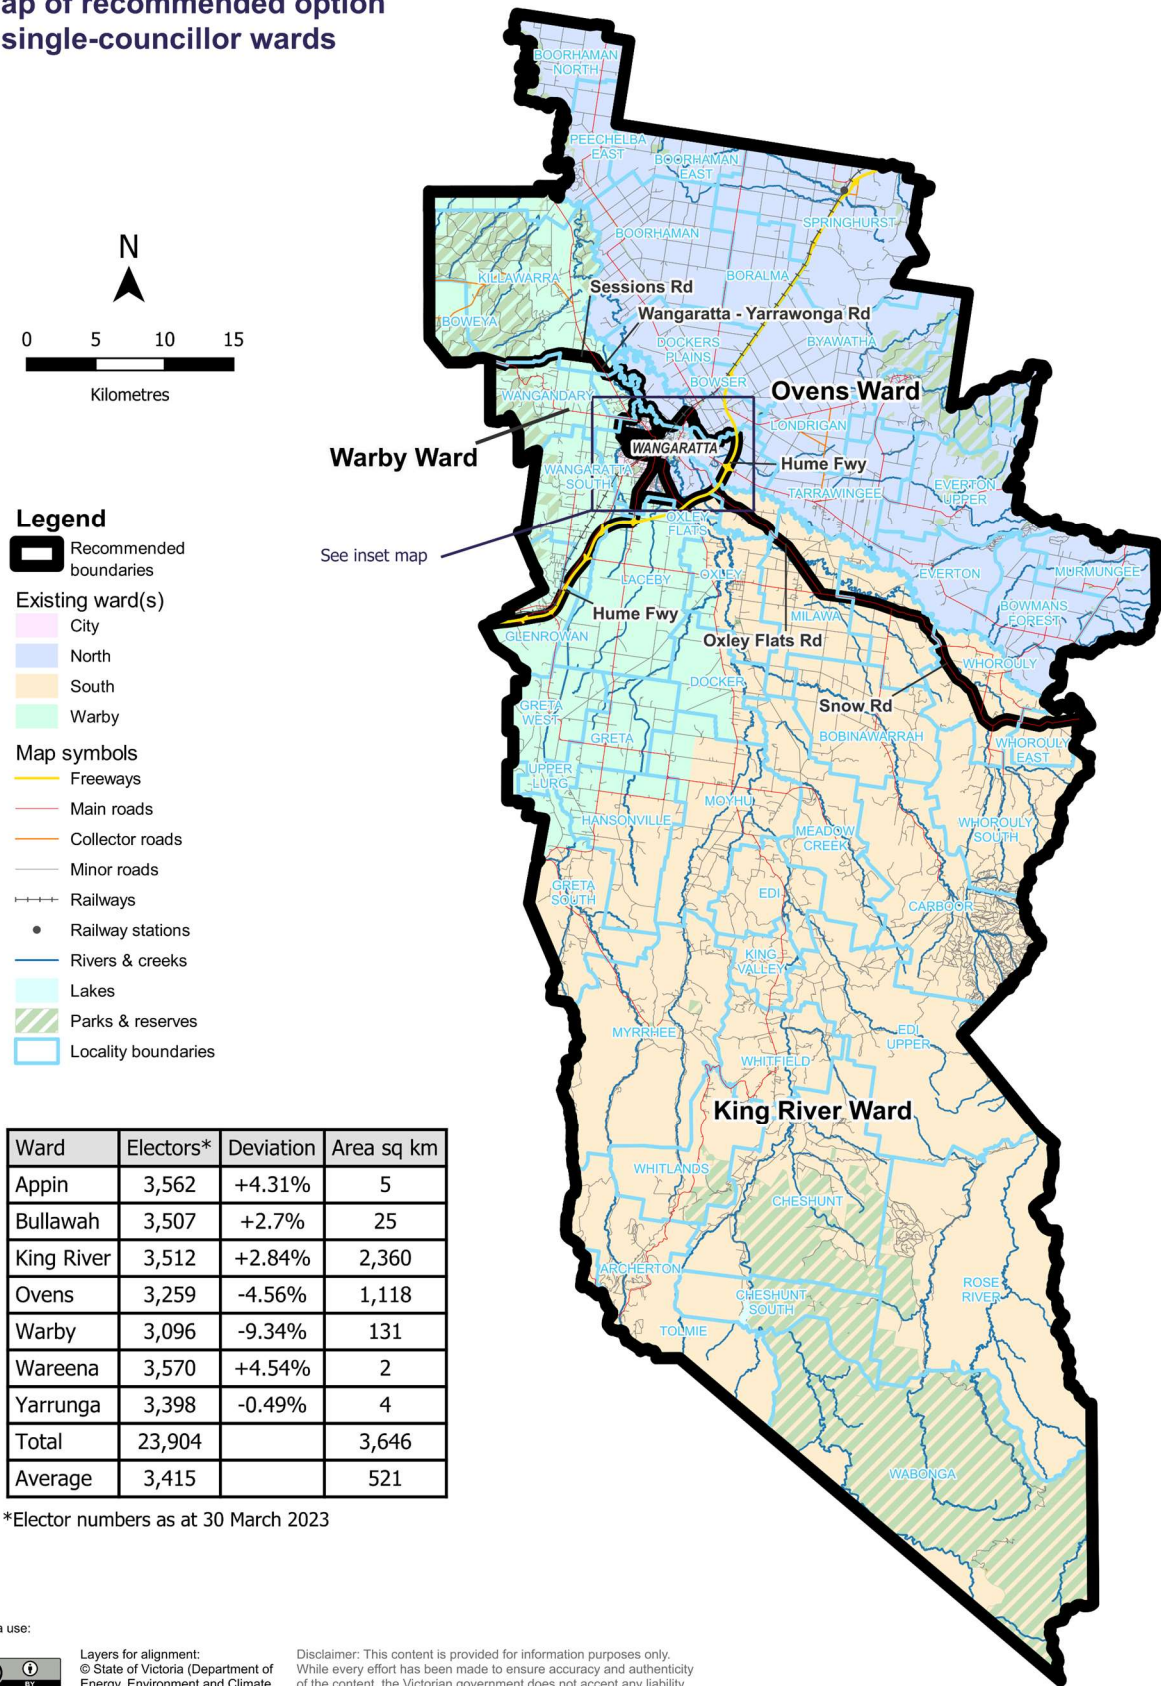 ap of recommended option
single-councillor wards
N
0 5 10 15
Kilometres
BOORHAMAN
NORTH
PEECHELBA
EAST
BOORHAMAN
EAST
SPRINGHURST
BOORHAMAN
BORALMA
KILLAWARRA
Sessions Rd
Wangaratta - Yarrawonga Rd
BOWEYA
DOCKERS
PLAINS
BYAWATHA
BOWSER
Ovens Ward
WANGANDARY
LONDRIGAN
WANGARATTA
Warby Ward
Hume Fwy
WANGARATTA
SOUTH
TARRAWINGEE
EVERTON
UPPER
OXLEY
FLATS
See inset map
LACEBY
OXLEY
EVERTON
MURMUNGEE
Hume Fwy
MILAWA
BOWMANS
FOREST
GLENROWAN
Oxley Flats Rd
WHOROULY
DOCKER
Snow Rd
GRETA
WEST
GRETA
BOBINAWARRAH
WHOROULY
EAST
UPPER
LURG
MOYHU
HANSONVILLE
MEADOW
CREEK
WHOROULY
SOUTH
GRETA
SOUTH
EDI
CARBOOR
KING
VALLEY
MYRRHEE
EDI
UPPER
WHITFIELD
King River Ward
WHITLANDS
CHESHUNT
ARCHERTON
CHESHUNT
SOUTH
ROSE
RIVER
TOLMIE
WABONGA
Legend
Recommended
boundaries
Existing ward(s)
City
North
South
Warby
Map symbols
Freeways
Main roads
Collector roads
Minor roads
Railways
Railway stations
Rivers & creeks
Lakes
Parks & reserves
Locality boundaries
Ward Electors* Deviation Area sq km
Appin 3,562 +4.31% 5
Bullawah 3,507 +2.7% 25
King River 3,512 +2.84% 2,360
Ovens 3,259 -4.56% 1,118
Warby 3,096 -9.34% 131
Wareena 3,570 +4.54% 2
Yarrunga 3,398 -0.49% 4
Total 23,904 3,646
Average 3,415 521
*Elector numbers as at 30 March 2023
a use:
BY
Layers for alignment:
© State of Victoria (Department of
Energy, Environment and Climate
Disclaimer: This content is provided for information purposes only.
While every effort has been made to ensure accuracy and authenticity
of the content, the Victorian government does not accept any liability